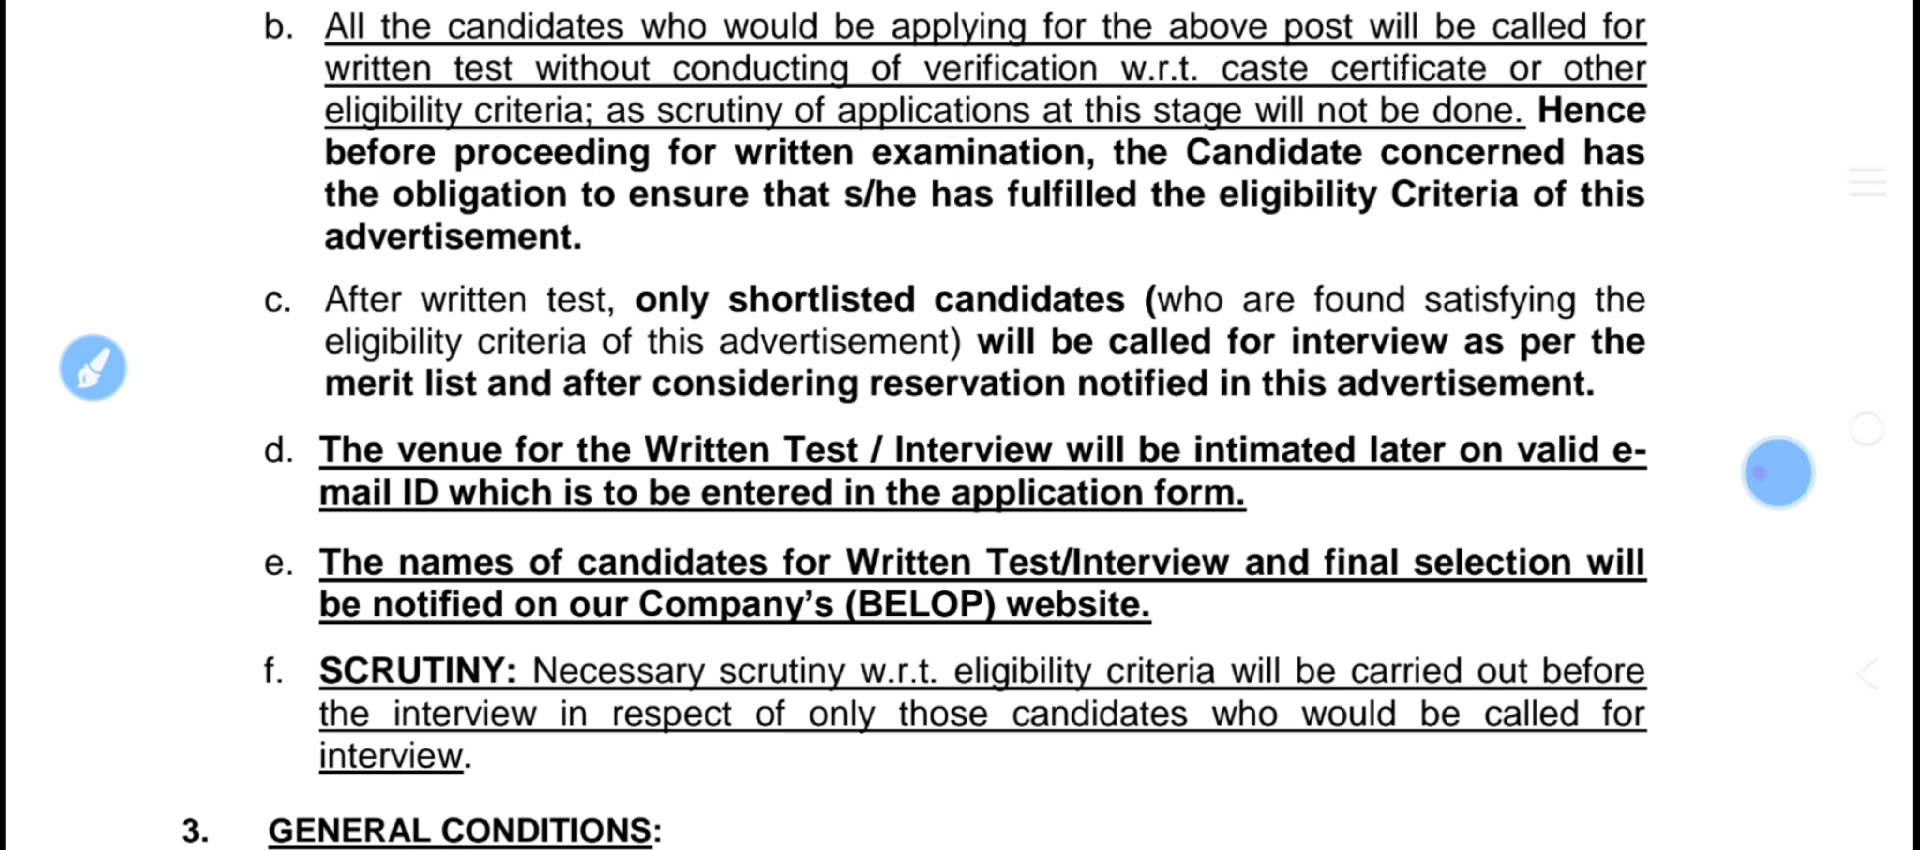 b. All the candidates who would be applying for the above post will be called for
written test without conducting of verification w.r.t. caste certificate or other
eligibility criteria; as scrutiny of applications at this stage will not be done. Hence
before proceeding for written examination, the Candidate concerned has
the obligation to ensure that s/he has fulfilled the eligibility Criteria of this
advertisement.
c. After written test, only shortlisted candidates (who are found satisfying the
eligibility criteria of this advertisement) will be called for interview as per the
merit list and after considering reservation notified in this advertisement.
d. The venue for the Written Test / Interview will be intimated later on valid e-
mail ID which is to be entered in the application form.
e. The names of candidates for Written Test/Interview and final selection will
be notified on our Company’s (BELOP) website.
f. SCRUTINY: Necessary scrutiny w.r.t. eligibility criteria will be carried out before
the interview in respect of only those candidates who would be called for
interview.
3. GENERAL CONDITIONS: